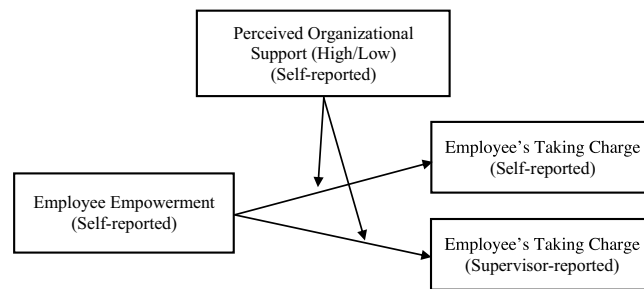 Perceived Organizational
Support (High/Low)
(Self-reported)
Employee’s Taking Charge
(Self-reported)
Employee Empowerment
(Self-reported)
Employee’s Taking Charge
(Supervisor-reported)